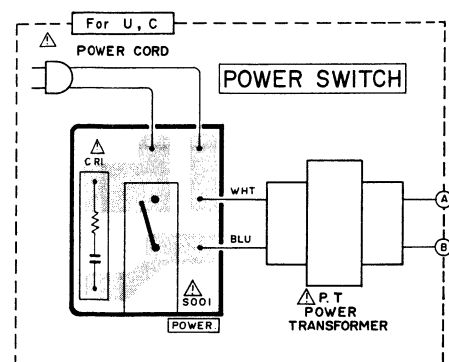 For U, C
⚠
POWER CORD
POWER SWITCH
⚠
CR1.
WHT
A
BLU
B
⚠
S001
POWER.
⚠ P. T
POWER
TRANSFORMER